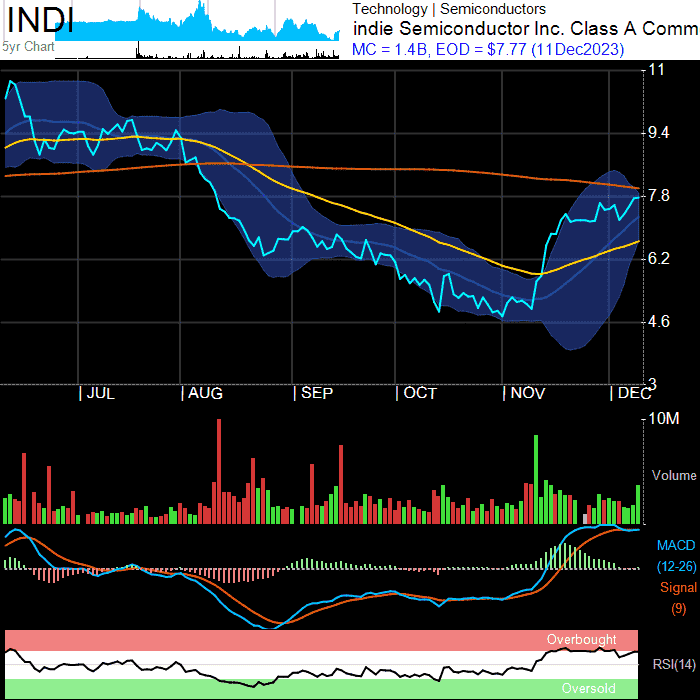 INDI
5yr Chart
Technology | Semiconductors
indie Semiconductor Inc. Class A Comm
MC = 1.4B, EOD = $7.77 (11Dec2023)
11
9.4
7.8
6.2
4.6
3
| JUL | AUG | SEP | OCT | NOV | DEC
10M
Volume
MACD
(12-26)
Signal
(9)
Overbought
RSI(14)
Oversold